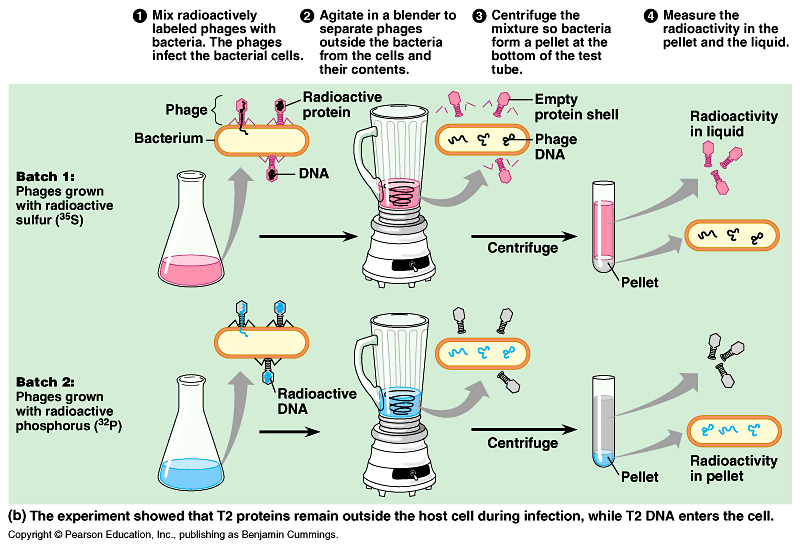 1 Mix radioactively
labeled phages with
bacteria. The phages
infect the bacterial cells.
2 Agitate in a blender to
separate phages
outside the bacteria
from the cells and
their contents.
3 Centrifuge the
mixture so bacteria
form a pellet at the
bottom of the test
tube.
4 Measure the
radioactivity in the
pellet and the liquid.
Phage
Radioactive
protein
Bacterium
DNA
Empty
protein shell
Phage
DNA
Radioactivity
in liquid
Batch 1:
Phages grown
with radioactive
sulfur (³⁵S)
Centrifuge
Pellet
Batch 2:
Phages grown
with radioactive
phosphorus (³²P)
Radioactive
DNA
Centrifuge
Pellet
Radioactivity
in pellet
(b) The experiment showed that T2 proteins remain outside the host cell during infection, while T2 DNA enters the cell.
Copyright © Pearson Education, Inc., publishing as Benjamin Cummings.